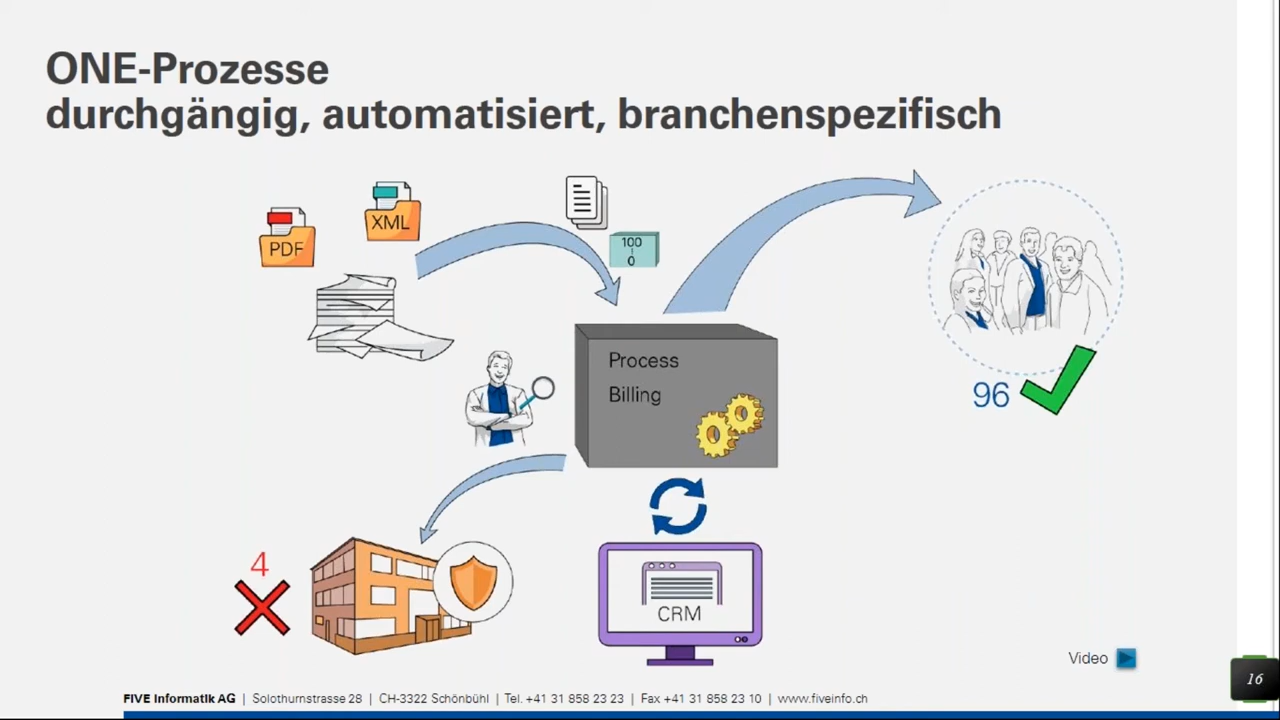 ONE-Prozesse
durchgängig, automatisiert, branchenspezifisch
PDF
XML
100
0
Process
Billing
96
4
CRM
Video
16
FIVE Informatik AG | Solothurnstrasse 28 | CH-3322 Schönbühl | Tel. +41 31 858 23 23 | Fax +41 31 858 23 10 | www.fiveinfo.ch